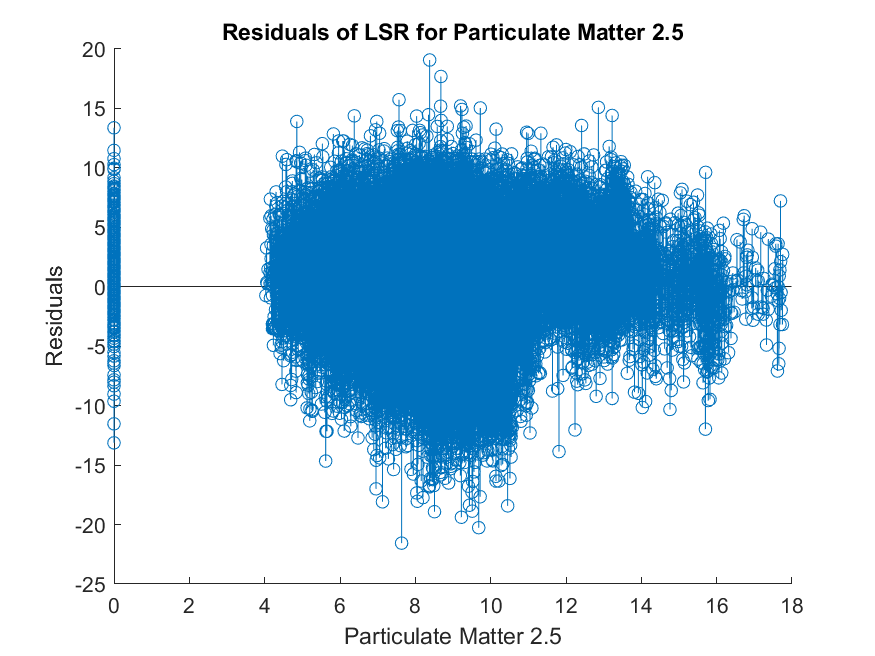 Residuals of LSR for Particulate Matter 2.5
20
15
10
5
0
-5
-10
-15
-20
-25
Residuals
0 2 4 6 8 10 12 14 16 18
Particulate Matter 2.5